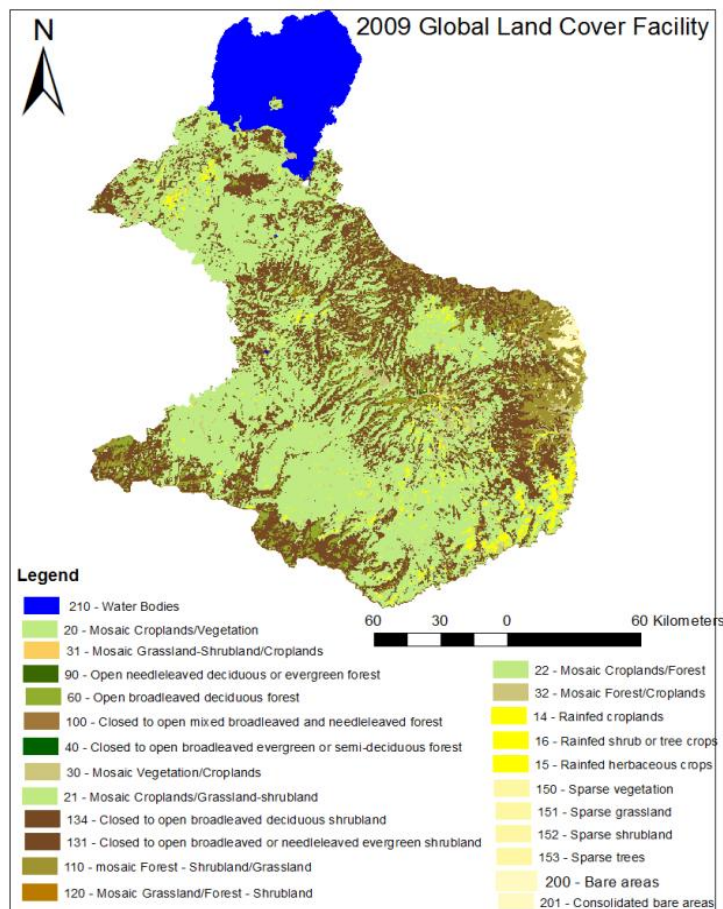 2009 Global Land Cover Facility
N
Legend
210 - Water Bodies
20 - Mosaic Croplands/Vegetation
31 - Mosaic Grassland-Shrubland/Croplands
90 - Open needleleaved deciduous or evergreen forest
60 - Open broadleaved deciduous forest
100 - Closed to open mixed broadleaved and needleleaved forest
40 - Closed to open broadleaved evergreen or semi-deciduous forest
30 - Mosaic Vegetation/Croplands
21 - Mosaic Croplands/Grassland-shrubland
134 - Closed to open broadleaved deciduous shrubland
131 - Closed to open broadleaved or needleleaved evergreen shrubland
110 - mosaic Forest - Shrubland/Grassland
120 - Mosaic Grassland/Forest - Shrubland
60 30 0 60 Kilometers
22 - Mosaic Croplands/Forest
32 - Mosaic Forest/Croplands
14 - Rainfed croplands
16 - Rainfed shrub or tree crops
15 - Rainfed herbaceous crops
150 - Sparse vegetation
151 - Sparse grassland
152 - Sparse shrubland
153 - Sparse trees
200 - Bare areas
201 - Consolidated bare areas